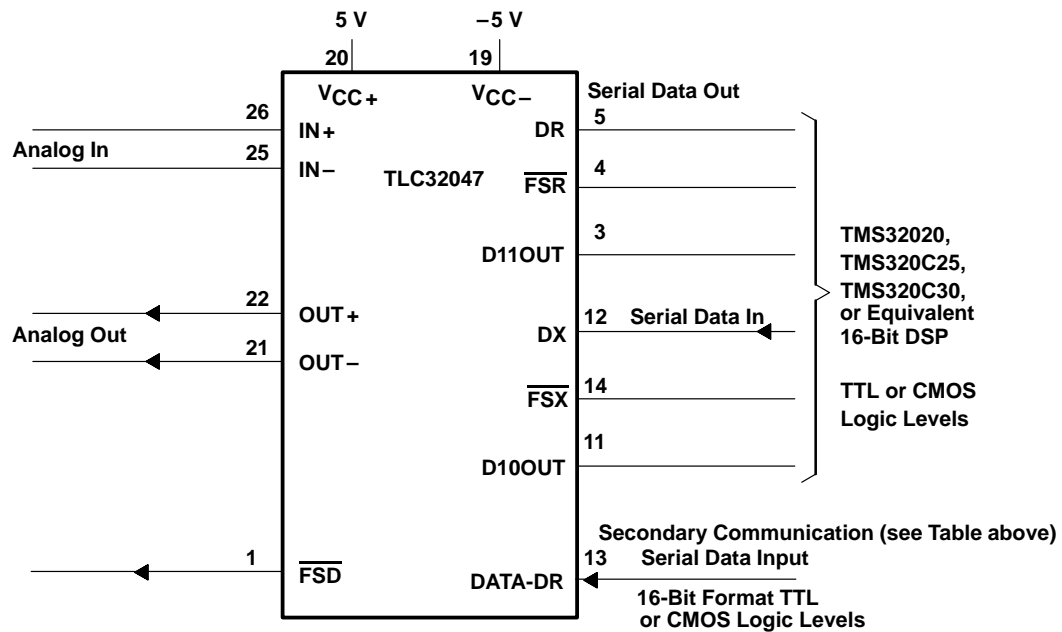 5 V
–5 V
20
19
VCC+
VCC–
Serial Data Out
26
IN+
DR
5
Analog In
25
IN–
TLC32047
FSR
4
D11OUT
3
TMS32020,
TMS320C25,
TMS320C30,
or Equivalent
16-Bit DSP
22
OUT+
Analog Out
21
OUT–
DX
12
Serial Data In
FSX
14
TTL or CMOS
Logic Levels
D10OUT
11
Secondary Communication (see Table above)
1
FSD
DATA-DR
13
Serial Data Input
16-Bit Format TTL
or CMOS Logic Levels